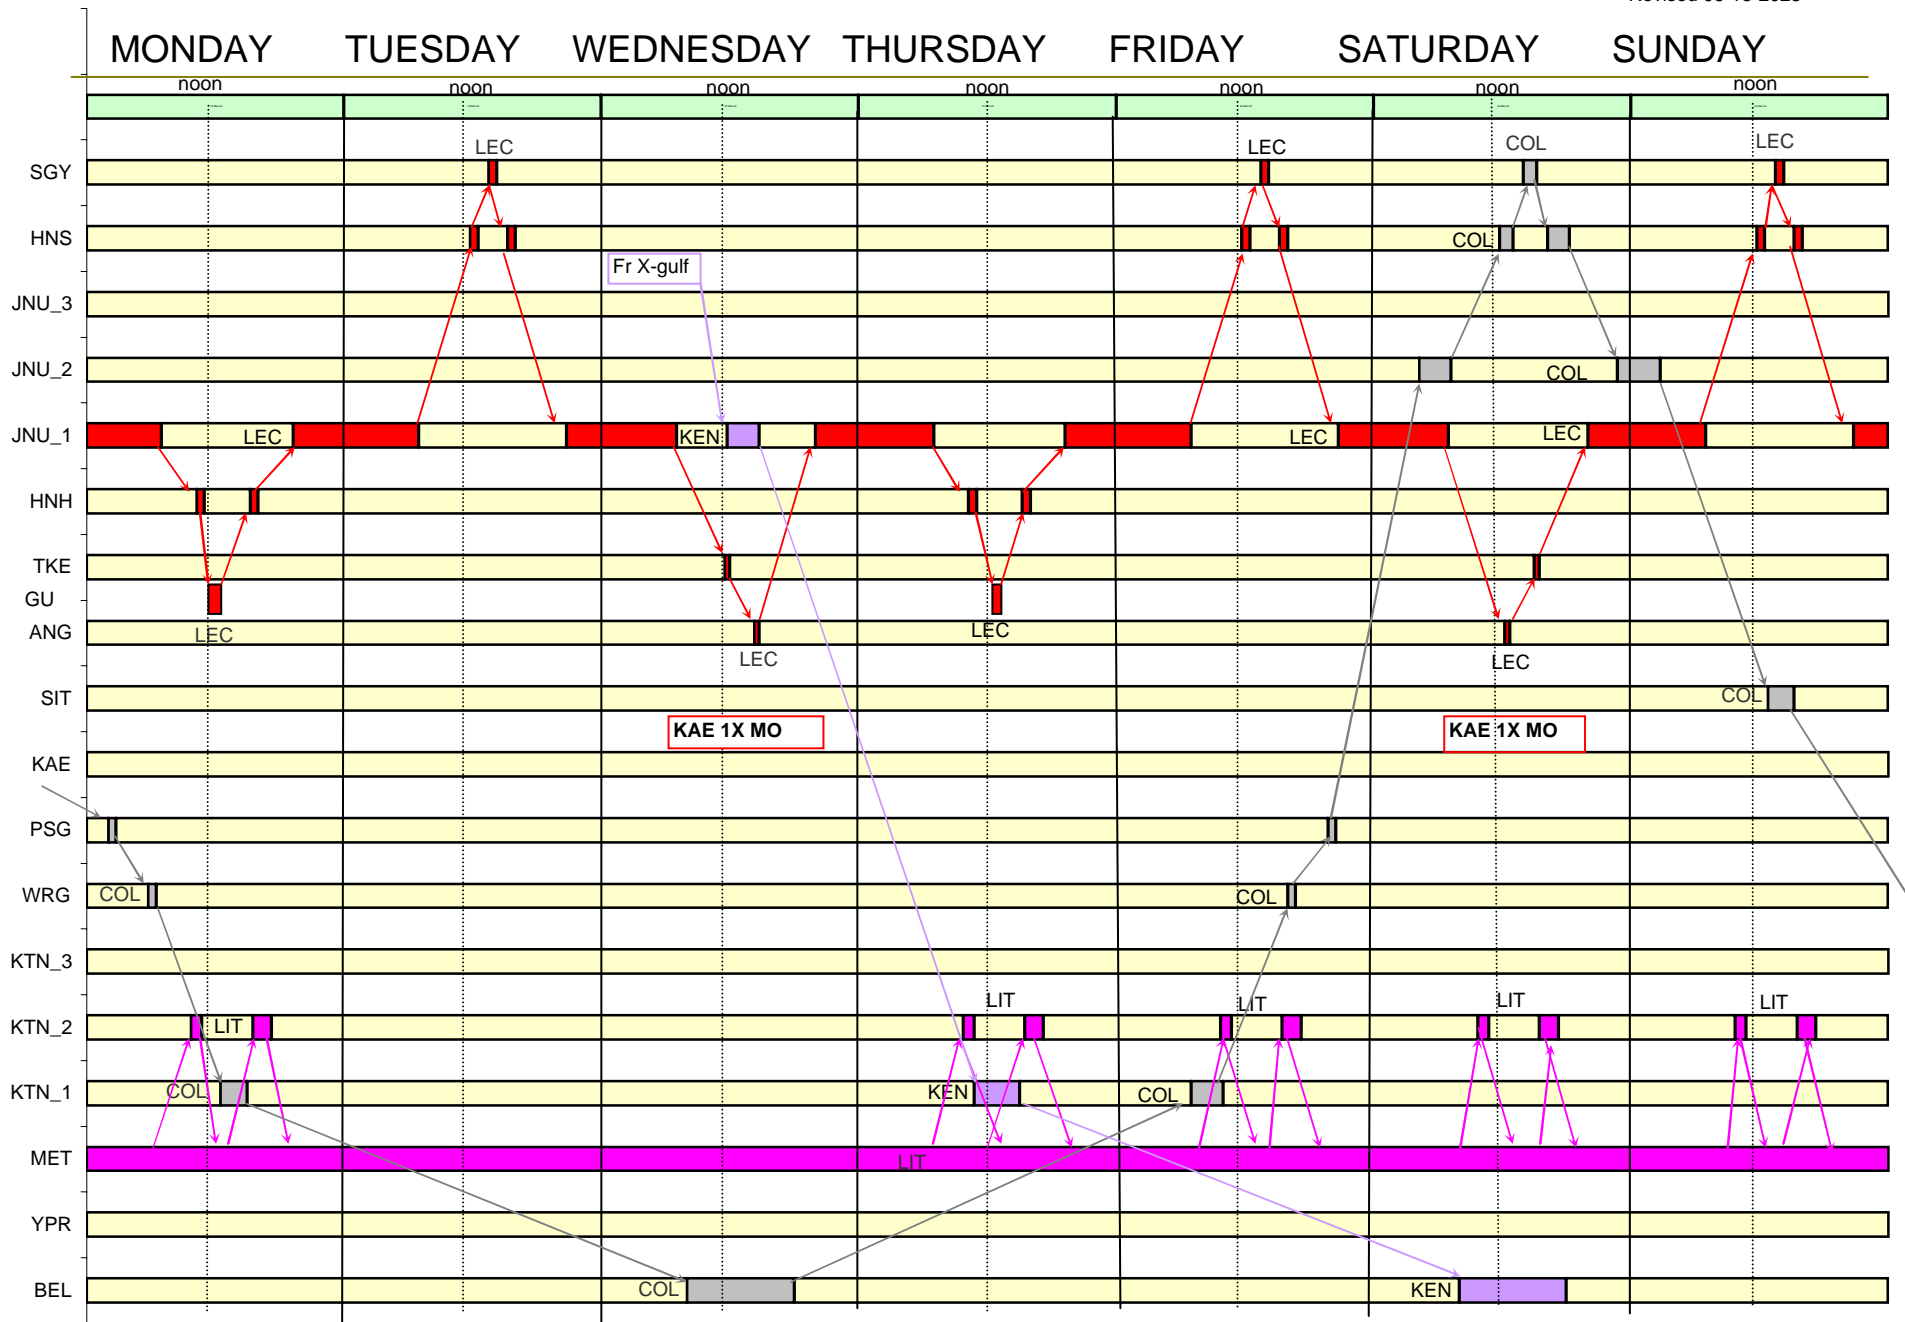 MONDAY TUESDAY WEDNESDAY THURSDAY FRIDAY SATURDAY SUNDAY
noon noon noon noon noon noon noon
LEC LEC COL LEC
SGY
HNS COL
Fr X-gulf
JNU_3
JNU_2 COL
JNU_1 LEC KEN LEC LEC
HNH
TKE
GU
ANG LEC LEC
LEC LEC
SIT COL
KAE 1X MO KAE 1X MO
KAE
PSG
WRG COL COL
KTN_3
LIT LIT LIT LIT
KTN_2 LIT
KTN_1 COL KEN COL
MET LIT
YPR
BEL COL KEN